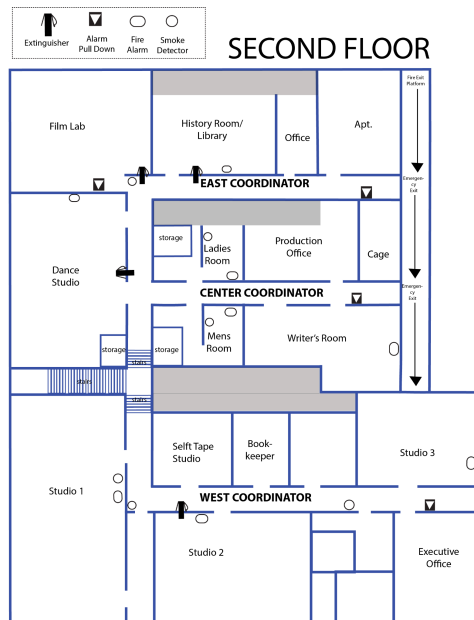 Extinguisher
Alarm
Pull Down
Fire
Alarm
Smoke
Detector
SECOND FLOOR
Fire Exit
Platform
Film Lab
History Room/
Library
Office
Apt.
EAST COORDINATOR
Emergen-
cy
Exit
storage
Ladies
Room
Production
Office
Cage
Dance
Studio
CENTER COORDINATOR
Emergen-
cy
Exit
Mens
Room
Writer's Room
storage
storage
stairs
stairs
stairs
Selft Tape
Studio
Book-
keeper
Studio 3
Studio 1
WEST COORDINATOR
Studio 2
Executive
Office